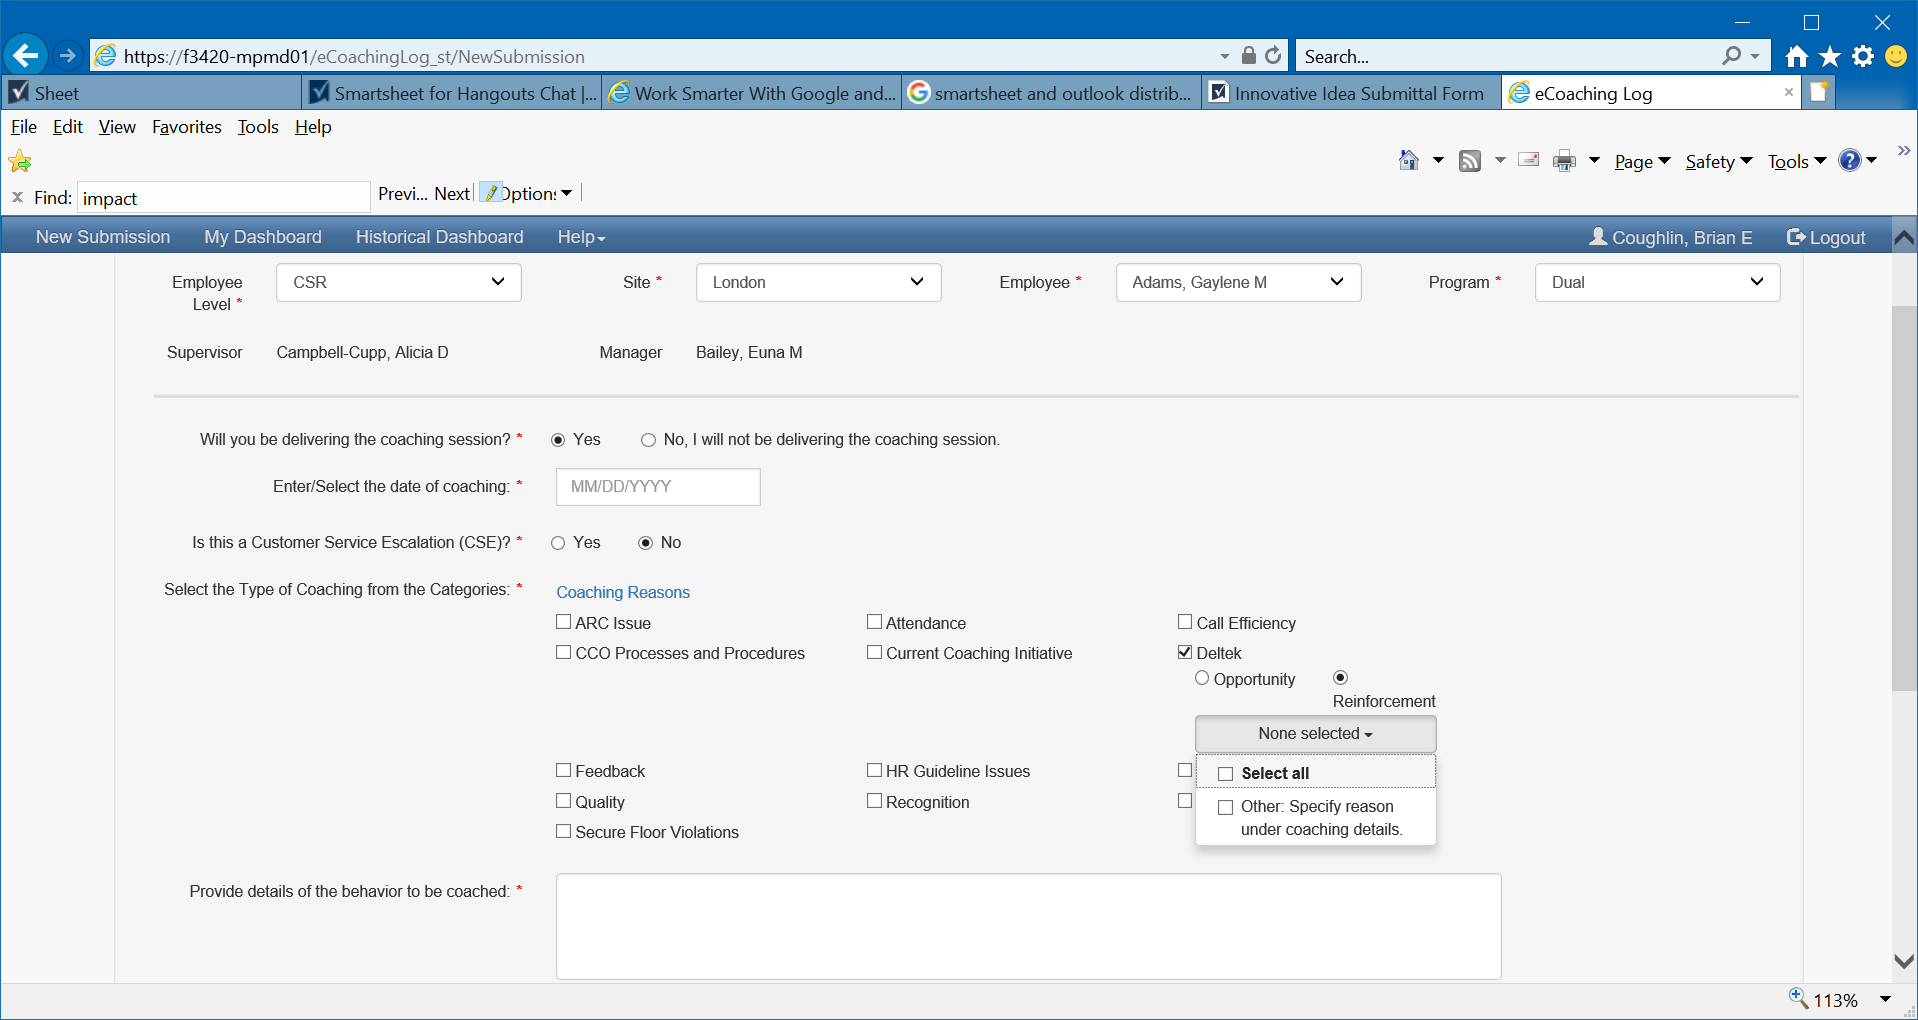 https://f3420-mpmd01/eCoachingLog_st/NewSubmission
Search...
Sheet
Smartsheet for Hangouts Chat |...
Work Smarter With Google and...
smartsheet and outlook distrib...
Innovative Idea Submittal Form
eCoaching Log
File Edit View Favorites Tools Help
Page Safety Tools
x Find: impact Previ... Next Options
New Submission My Dashboard Historical Dashboard Help Coughlin, Brian E Logout
Employee Level * CSR Site * London Employee * Adams, Gaylene M Program * Dual
Supervisor Campbell-Cupp, Alicia D Manager Bailey, Euna M
Will you be delivering the coaching session? * Yes No, I will not be delivering the coaching session.
Enter/Select the date of coaching: * MM/DD/YYYY
Is this a Customer Service Escalation (CSE)? * Yes No
Select the Type of Coaching from the Categories: * Coaching Reasons
ARC Issue Attendance Call Efficiency
CCO Processes and Procedures Current Coaching Initiative Deltek
Opportunity Reinforcement
None selected
Feedback HR Guideline Issues Select all
Quality Recognition Other: Specify reason
under coaching details.
Secure Floor Violations
Provide details of the behavior to be coached: *
113%